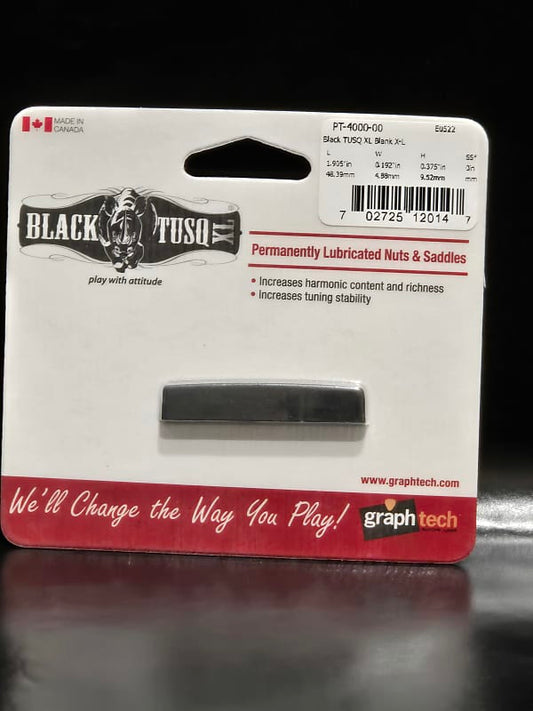 MADE IN
CANADA
PT-4000-00 E0522
Black TUSQ XL Blank X-L
L W H SS*
1.905"in 0.192"in 0.375"in 0in
48.39mm 4.88mm 9.52mm mm
7 02725 12014 7
BLACK TUSQ XL
®
play with attitude
Permanently Lubricated Nuts & Saddles
• Increases harmonic content and richness
• Increases tuning stability
www.graphtech.com
We'll Change the Way You Play!
graph tech